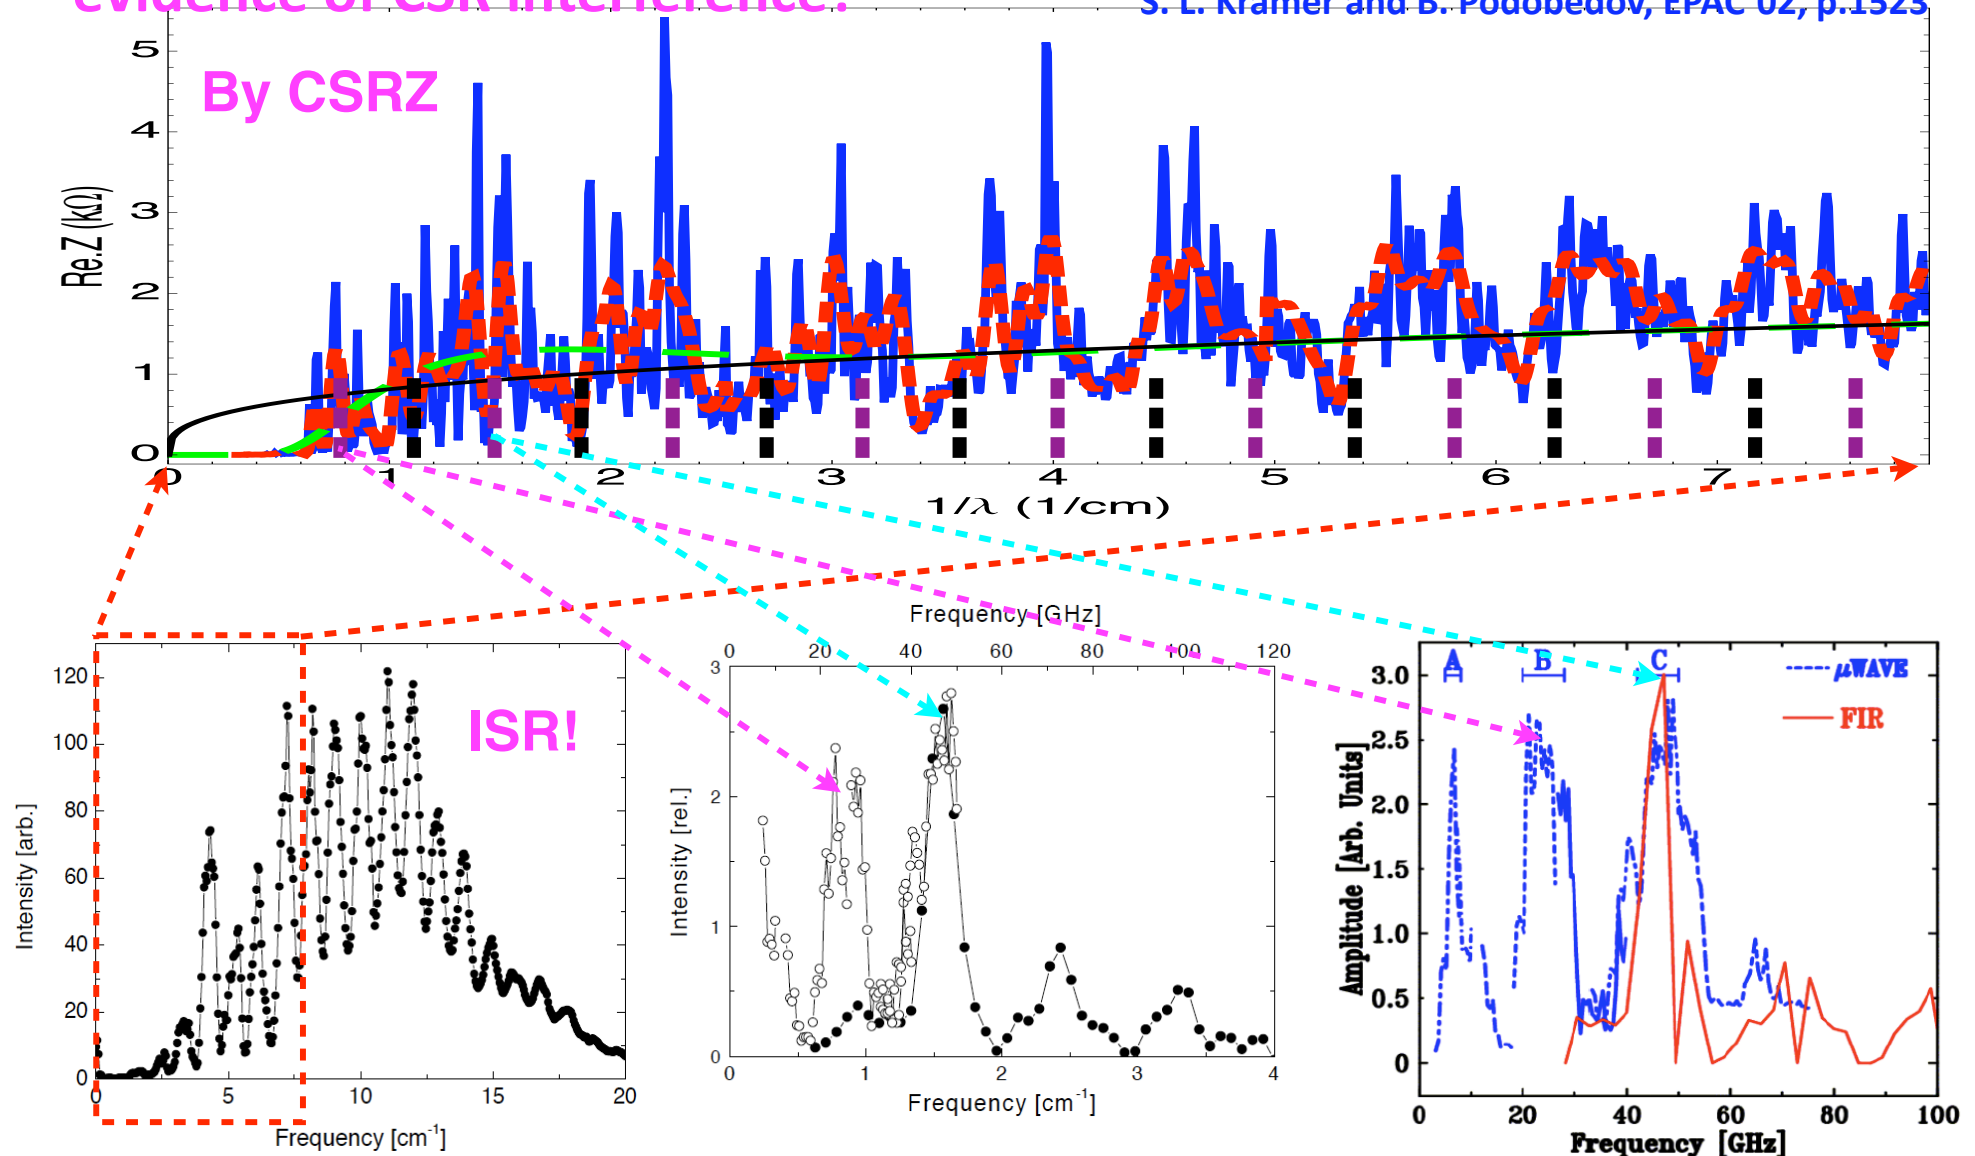 evidence of CSR interference?
S. L. Kramer and B. Podobedov, EPAC'02, p.1523
By CSRZ
Re.Z (kΩ)
5
4
3
2
1
0
0 1 2 3 4 5 6 7
1/λ (1/cm)
ISR!
Intensity [arb.]
120
100
80
60
40
20
0
0 5 10 15 20
Frequency [cm-1]
Frequency [GHz]
0 20 40 60 80 100 120
Intensity [rel.]
3
2
1
0
0 1 2 3 4
Frequency [cm-1]
A B C
μWAVE
FIR
Amplitude [Arb. Units]
3.0
2.5
2.0
1.5
1.0
0.5
0
0 20 40 60 80 100
Frequency [GHz]